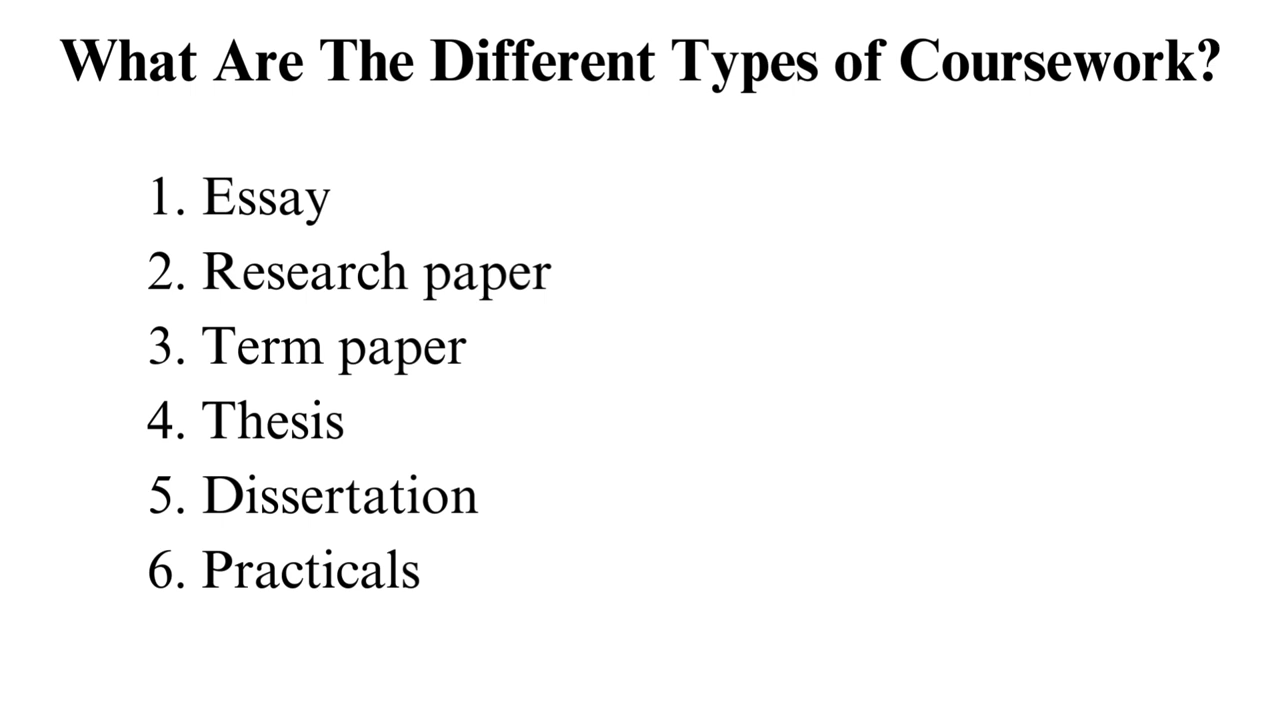 What Are The Different Types of Coursework?
1. Essay
2. Research paper
3. Term paper
4. Thesis
5. Dissertation
6. Practicals